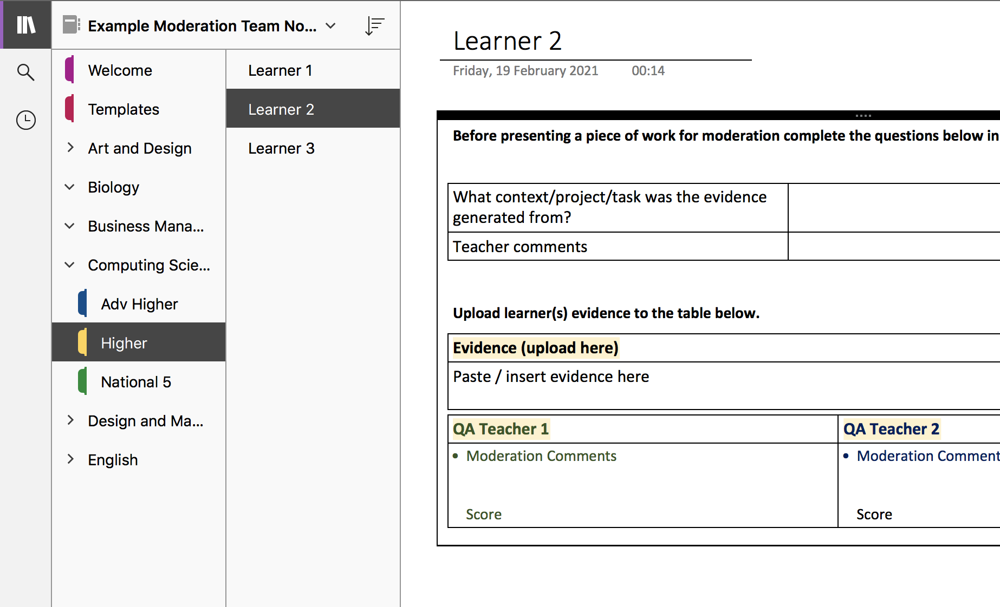 Example Moderation Team No...
Welcome
Templates
Art and Design
Biology
Business Mana...
Computing Scie...
Adv Higher
Higher
National 5
Design and Ma...
English
Learner 1
Learner 2
Learner 3
Learner 2
Friday, 19 February 2021 00:14
Before presenting a piece of work for moderation complete the questions below in
What context/project/task was the evidence
generated from?
Teacher comments
Upload learner(s) evidence to the table below.
Evidence (upload here)
Paste / insert evidence here
QA Teacher 1
• Moderation Comments
Score
QA Teacher 2
• Moderation Comment
Score